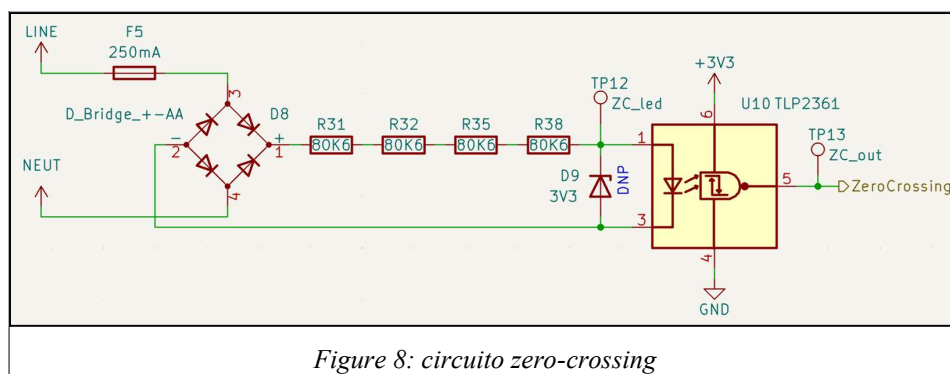 LINE
F5
250mA
3
D_Bridge_+-AA
D8
−
2
+
1
4
NEUT
R31
80K6
R32
80K6
R35
80K6
R38
80K6
TP12
ZC_led
D9
3V3
DNP
+3V3
U10 TLP2361
6
1
3
5
4
TP13
ZC_out
ZeroCrossing
GND
Figure 8: circuito zero-crossing